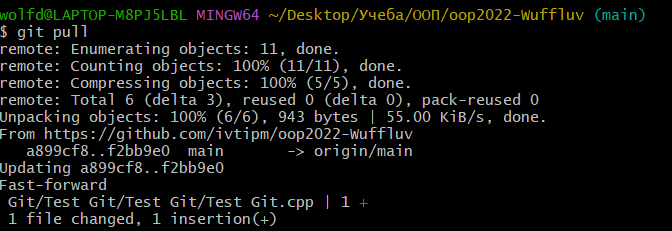 wolfd@LAPTOP-M8PJ5LBL MINGW64 ~/Desktop/Учеба/ООП/oop2022-Wuffluv (main)
$ git pull
remote: Enumerating objects: 11, done.
remote: Counting objects: 100% (11/11), done.
remote: Compressing objects: 100% (5/5), done.
remote: Total 6 (delta 3), reused 0 (delta 0), pack-reused 0
Unpacking objects: 100% (6/6), 943 bytes | 55.00 KiB/s, done.
From https://github.com/ivtipm/oop2022-Wuffluv
   a899cf8..f2bb9e0  main       -> origin/main
Updating a899cf8..f2bb9e0
Fast-forward
 Git/Test Git/Test Git/Test Git.cpp | 1 +
 1 file changed, 1 insertion(+)